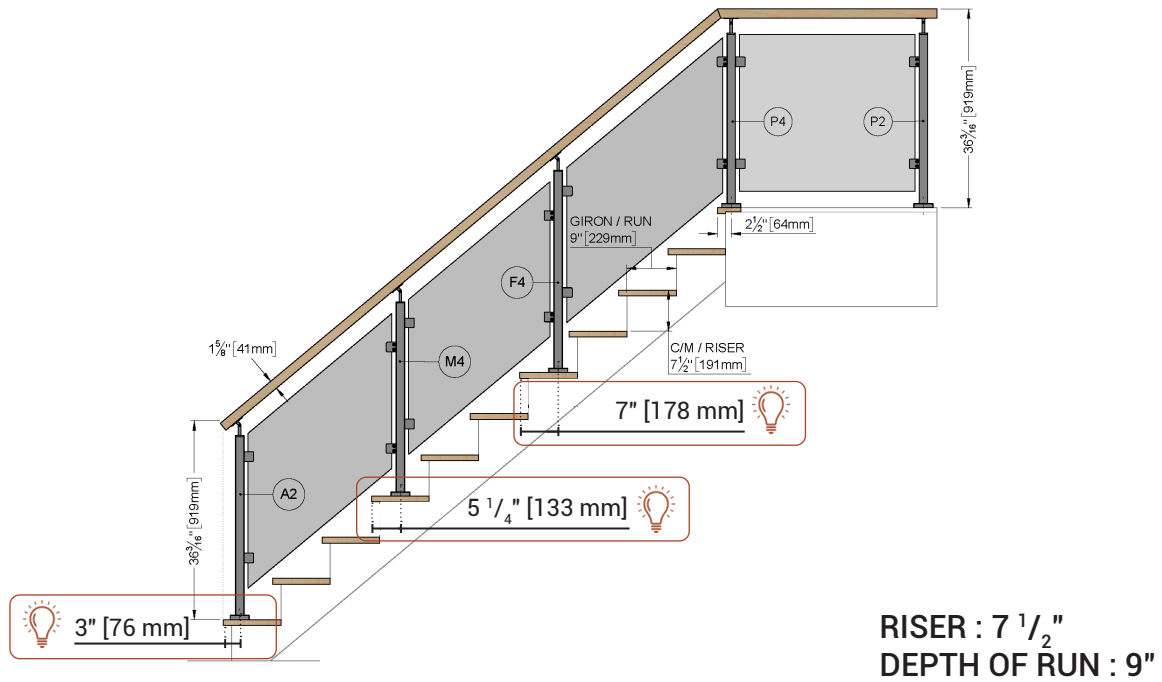 36 3/16" [919mm]
P4
P2
2 1/2" [64mm]
GIRON / RUN
9" [229mm]
F4
M4
1 5/8" [41mm]
C/M / RISER
7 1/2" [191mm]
7" [178 mm]
A2
5 1/4" [133 mm]
36 3/16" [919mm]
3" [76 mm]
RISER : 7 1/2"
DEPTH OF RUN : 9"